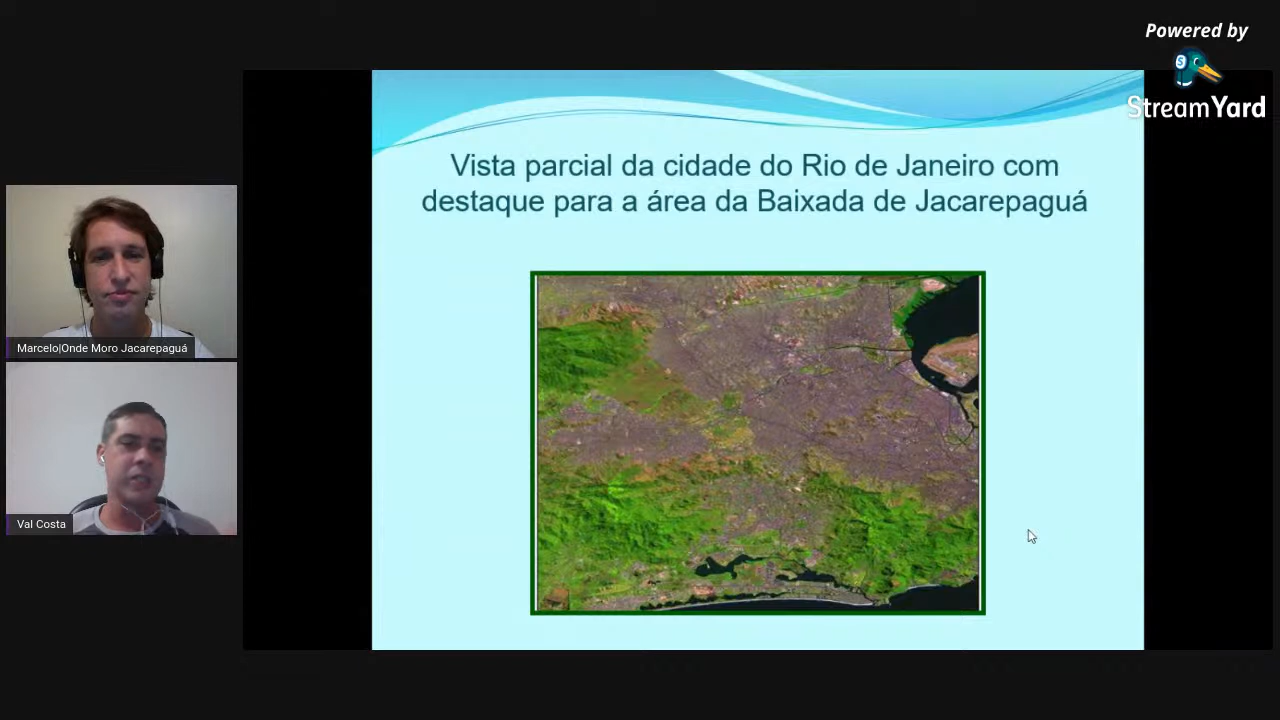 Powered by
StreamYard
Vista parcial da cidade do Rio de Janeiro com
destaque para a área da Baixada de Jacarepaguá
Marcelo|Onde Moro Jacarepaguá
Val Costa